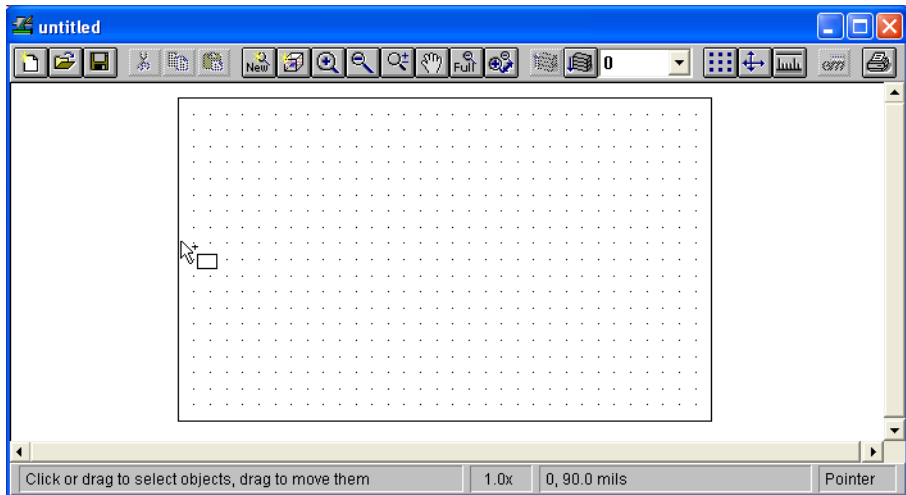 untitled
New Full 0 em
Click or drag to select objects, drag to move them 1.0x 0, 90.0 mils Pointer